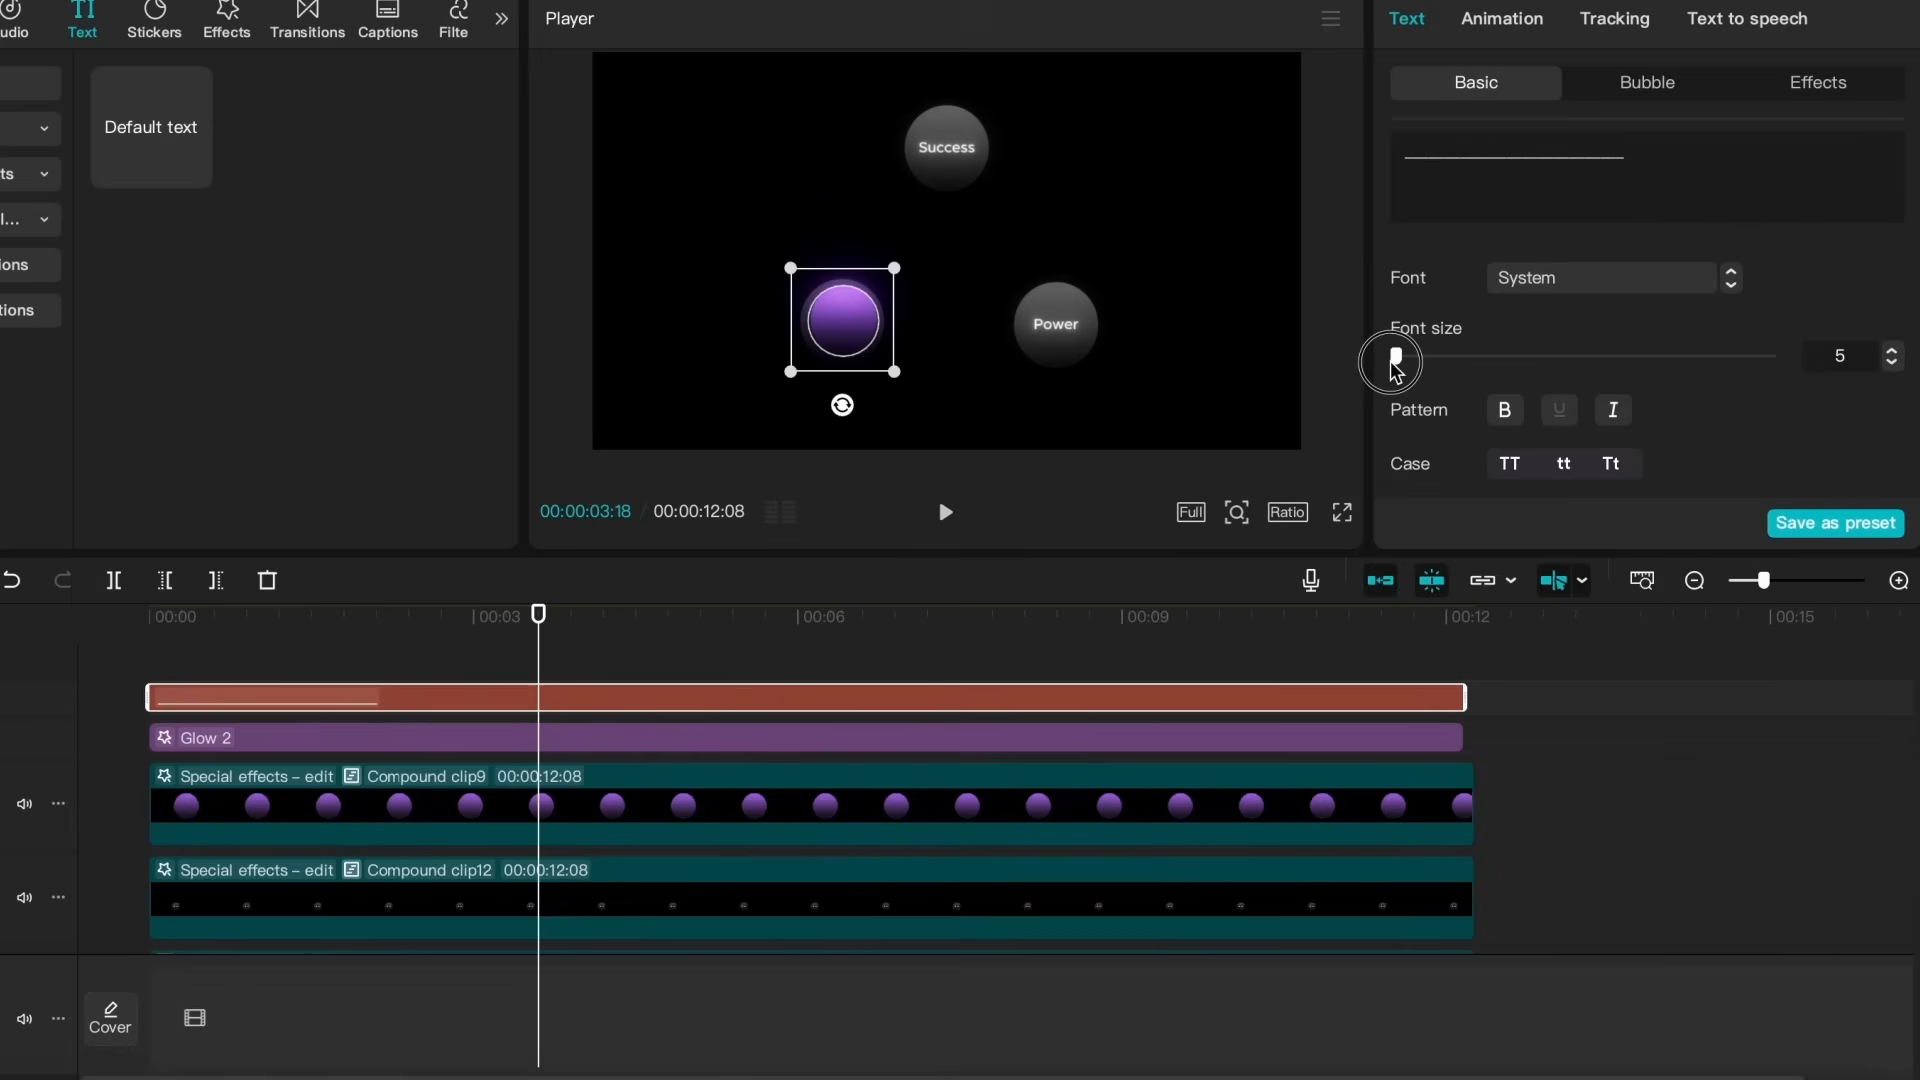 udio
Text
Stickers
Effects
Transitions
Captions
Filte
Player
Text
Animation
Tracking
Text to speech
Default text
ts
l...
ions
tions
Success
Power
Basic
Bubble
Effects
Font
System
Font size
5
Pattern
B
U
I
Case
TT
tt
Tt
00:00:03:18 / 00:00:12:08
Full
Ratio
Save as preset
00:00
00:03
00:06
00:09
00:12
00:15
Glow 2
Special effects – edit Compound clip9 00:00:12:08
Special effects – edit Compound clip12 00:00:12:08
Cover